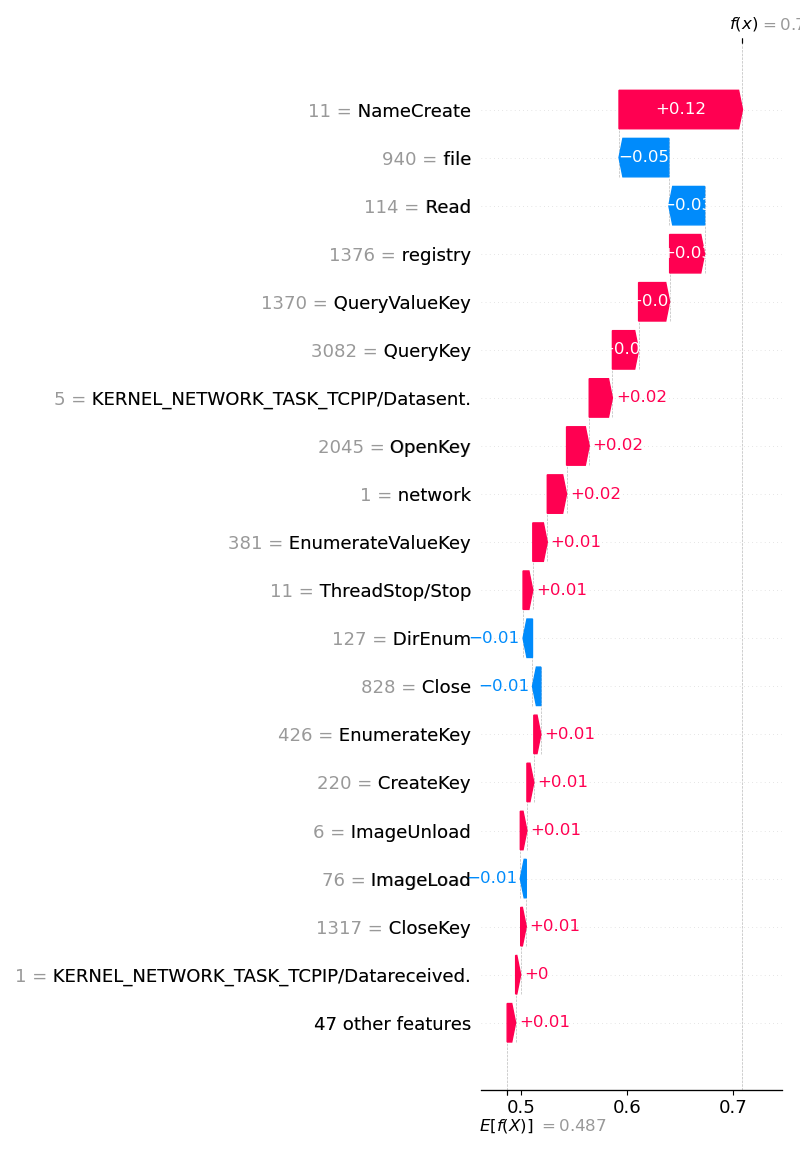 f(x) = 0.7
11 = NameCreate
+0.12
940 = file
−0.05
114 = Read
−0.03
1376 = registry
+0.03
1370 = QueryValueKey
3082 = QueryKey
5 = KERNEL_NETWORK_TASK_TCPIP/Datasent.
+0.02
2045 = OpenKey
+0.02
1 = network
+0.02
381 = EnumerateValueKey
+0.01
11 = ThreadStop/Stop
+0.01
127 = DirEnum
−0.01
828 = Close
−0.01
426 = EnumerateKey
+0.01
220 = CreateKey
+0.01
6 = ImageUnload
+0.01
76 = ImageLoad
−0.01
1317 = CloseKey
+0.01
1 = KERNEL_NETWORK_TASK_TCPIP/Datareceived.
+0
47 other features
+0.01
0.5 0.6 0.7
E[f(X)] = 0.487